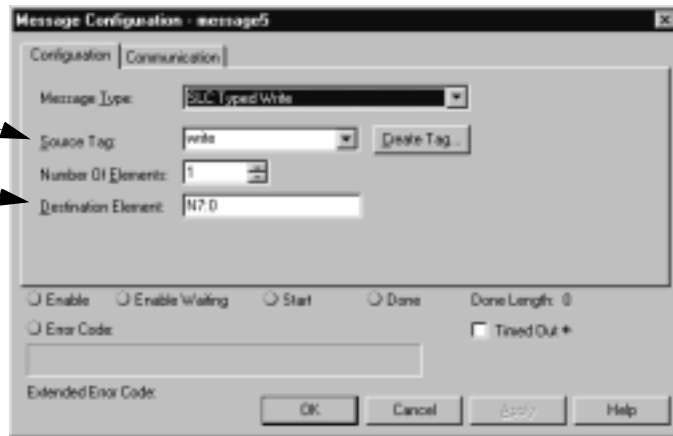 Message Configuration - message5
Configuration Communication
Message Type: SLC Typed Write
Source Tag: write Create Tag...
Number Of Elements: 1
Destination Element: N7:0
Enable Enable Waiting Start Done Done Length: 0
Error Code: Timed Out ←
Extended Error Code:
OK Cancel Apply Help